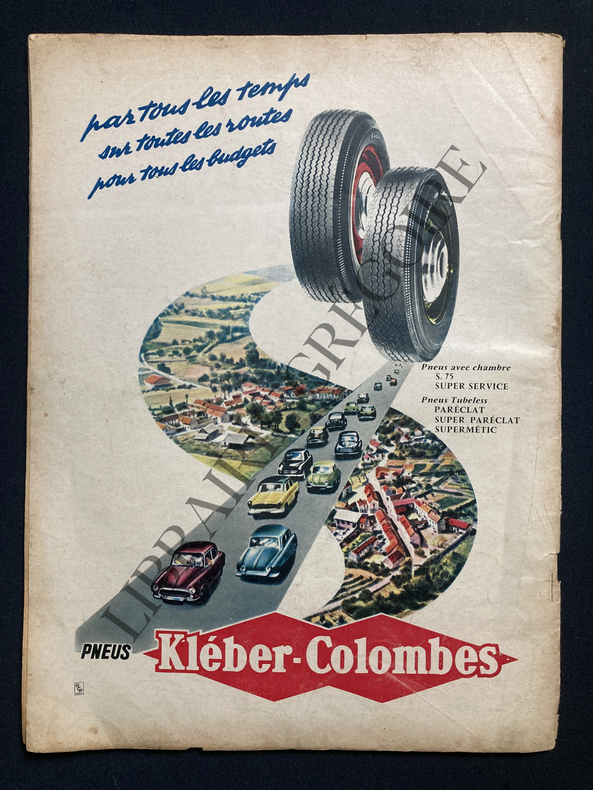 par tous les temps
sur toutes les routes
pour tous les budgets
Pneus avec chambre
S. 75
SUPER SERVICE
Pneus Tubeless
PARÉCLAT
SUPER PARÉCLAT
SUPERMÉTIC
LIBRAIRIE GRÉGOIRE
PNEUS Kléber-Colombes